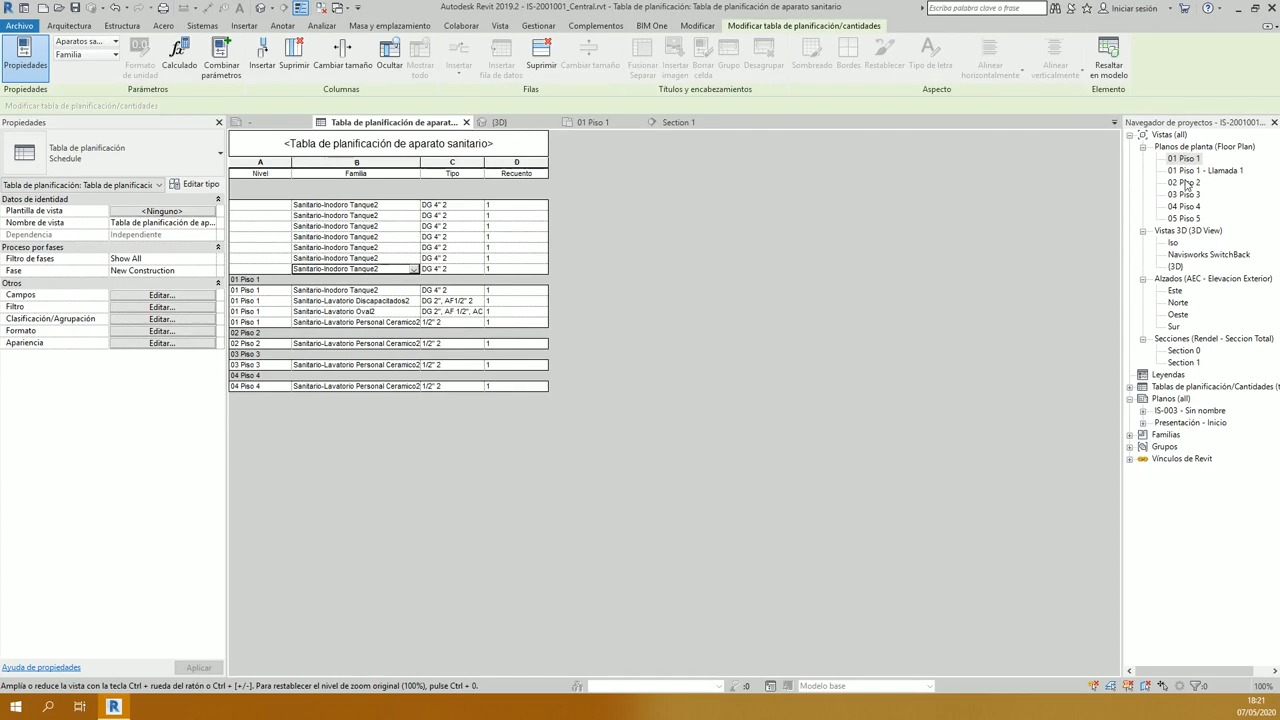 Autodesk Revit 2019.2 - IS-2001001_Central.rvt - Tabla de planificación: Tabla de planificación de aparato sanitario
Escriba palabra clave o frase
Iniciar sesión
Archivo Arquitectura Estructura Acero Sistemas Insertar Anotar Analizar Masa y emplazamiento Colaborar Vista Gestionar Complementos BIM One Modificar Modificar tabla de planificación/cantidades
Propiedades
Aparatos sa...
Familia
Formato de unidad
Calculado
Combinar parámetros
Insertar
Suprimir
Cambiar tamaño
Ocultar
Mostrar todo
Insertar
Insertar fila de datos
Suprimir
Cambiar tamaño
Fusionar Separar
Insertar imagen
Borrar celda
Grupo
Desagrupar
Sombreado
Bordes
Restablecer
Tipo de letra
Alinear horizontalmente
Alinear verticalmente
Resaltar en modelo
Propiedades Parámetros Columnas Filas Títulos y encabezamientos Aspecto Elemento
Modificar tabla de planificación/cantidades
Propiedades
Tabla de planificación
Schedule
Tabla de planificación: Tabla de planificació
Editar tipo
Datos de identidad
Plantilla de vista <Ninguno>
Nombre de vista Tabla de planificación de ap...
Dependencia Independiente
Proceso por fases
Filtro de fases Show All
Fase New Construction
Otros
Campos Editar...
Filtro Editar...
Clasificación/Agrupación Editar...
Formato Editar...
Apariencia Editar...
Ayuda de propiedades
Aplicar
-
Tabla de planificación de aparat...
{3D}
01 Piso 1
Section 1
<Tabla de planificación de aparato sanitario>
A B C D
Nivel Familia Tipo Recuento
Sanitario-Inodoro Tanque2 DG 4" 2 1
Sanitario-Inodoro Tanque2 DG 4" 2 1
Sanitario-Inodoro Tanque2 DG 4" 2 1
Sanitario-Inodoro Tanque2 DG 4" 2 1
Sanitario-Inodoro Tanque2 DG 4" 2 1
Sanitario-Inodoro Tanque2 DG 4" 2 1
Sanitario-Inodoro Tanque2 DG 4" 2 1
01 Piso 1
01 Piso 1 Sanitario-Inodoro Tanque2 DG 4" 2 1
01 Piso 1 Sanitario-Lavatorio Discapacitados2 DG 2", AF1/2" 2 1
01 Piso 1 Sanitario-Lavatorio Oval2 DG 2", AF 1/2", AC 1
01 Piso 1 Sanitario-Lavatorio Personal Ceramico2 1/2" 2 1
02 Piso 2
02 Piso 2 Sanitario-Lavatorio Personal Ceramico2 1/2" 2 1
03 Piso 3
03 Piso 3 Sanitario-Lavatorio Personal Ceramico2 1/2" 2 1
04 Piso 4
04 Piso 4 Sanitario-Lavatorio Personal Ceramico2 1/2" 2 1
Navegador de proyectos - IS-2001001...
Vistas (all)
Planos de planta (Floor Plan)
01 Piso 1
01 Piso 1 - Llamada 1
02 Piso 2
03 Piso 3
04 Piso 4
05 Piso 5
Vistas 3D (3D View)
Iso
Navisworks SwitchBack
{3D}
Alzados (AEC - Elevacion Exterior)
Este
Norte
Oeste
Sur
Secciones (Rendel - Seccion Total)
Section 0
Section 1
Leyendas
Tablas de planificación/Cantidades (t
Planos (all)
IS-003 - Sin nombre
Presentación - Inicio
Familias
Grupos
Vínculos de Revit
Amplía o reduce la vista con la tecla Ctrl + rueda del ratón o Ctrl + [+/-]. Para restablecer el nivel de zoom original (100%), pulse Ctrl + 0.
:0
Modelo base
:0
100%
18:21
07/05/2020